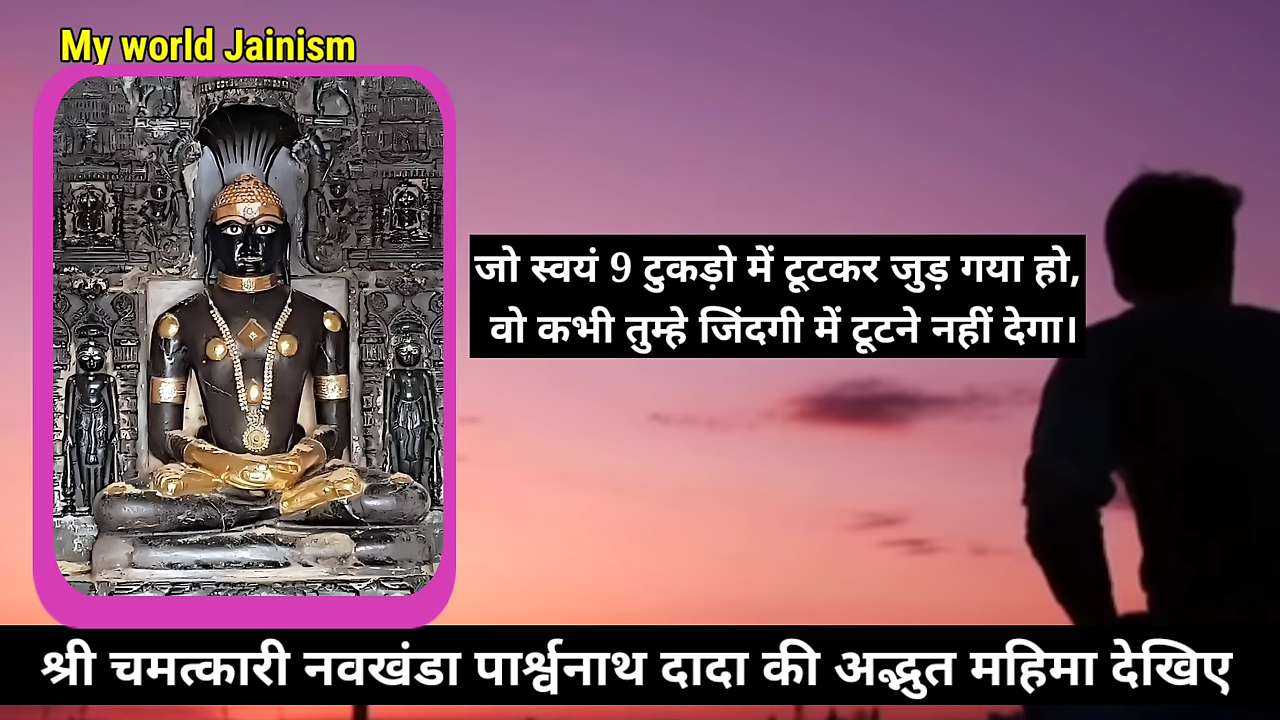 My world Jainism
जो स्वयं 9 टुकड़ो में टूटकर जुड़ गया हो,
वो कभी तुम्हे जिंदगी में टूटने नहीं देगा।
श्री चमत्कारी नवखंडा पार्श्वनाथ दादा की अद्भुत महिमा देखिए